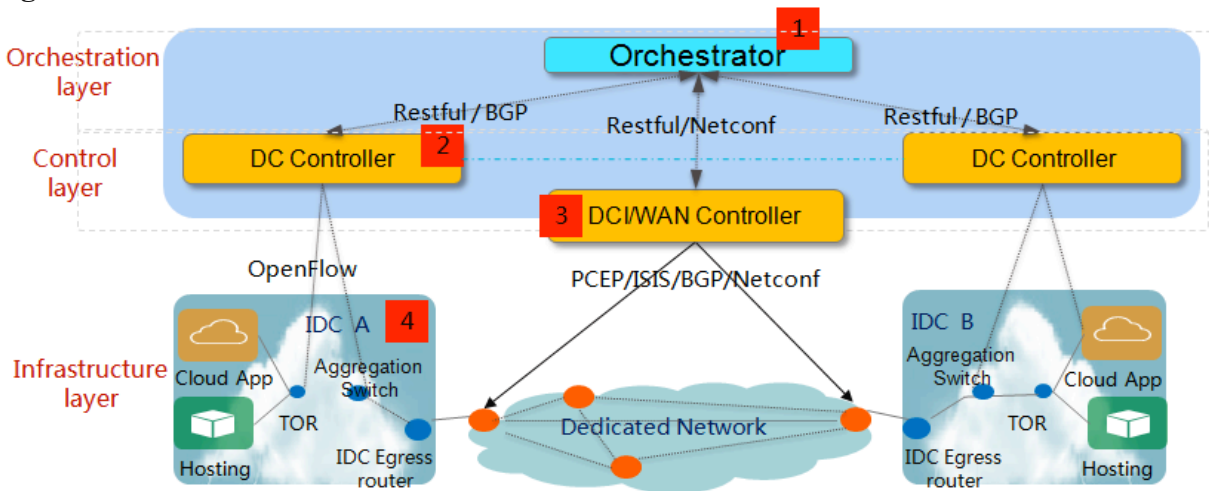 1
Orchestration
layer
Orchestrator
Restful / BGP
Restful/Netconf
Restful / BGP
Control
layer
DC Controller
2
DC Controller
3
DCI/WAN Controller
OpenFlow
PCEP/ISIS/BGP/Netconf
Infrastructure
layer
IDC A
4
Cloud App
Aggregation
Switch
TOR
Hosting
IDC Egress
router
Dedicated Network
IDC B
Aggregation
Switch
Cloud App
TOR
IDC Egress
router
Hosting